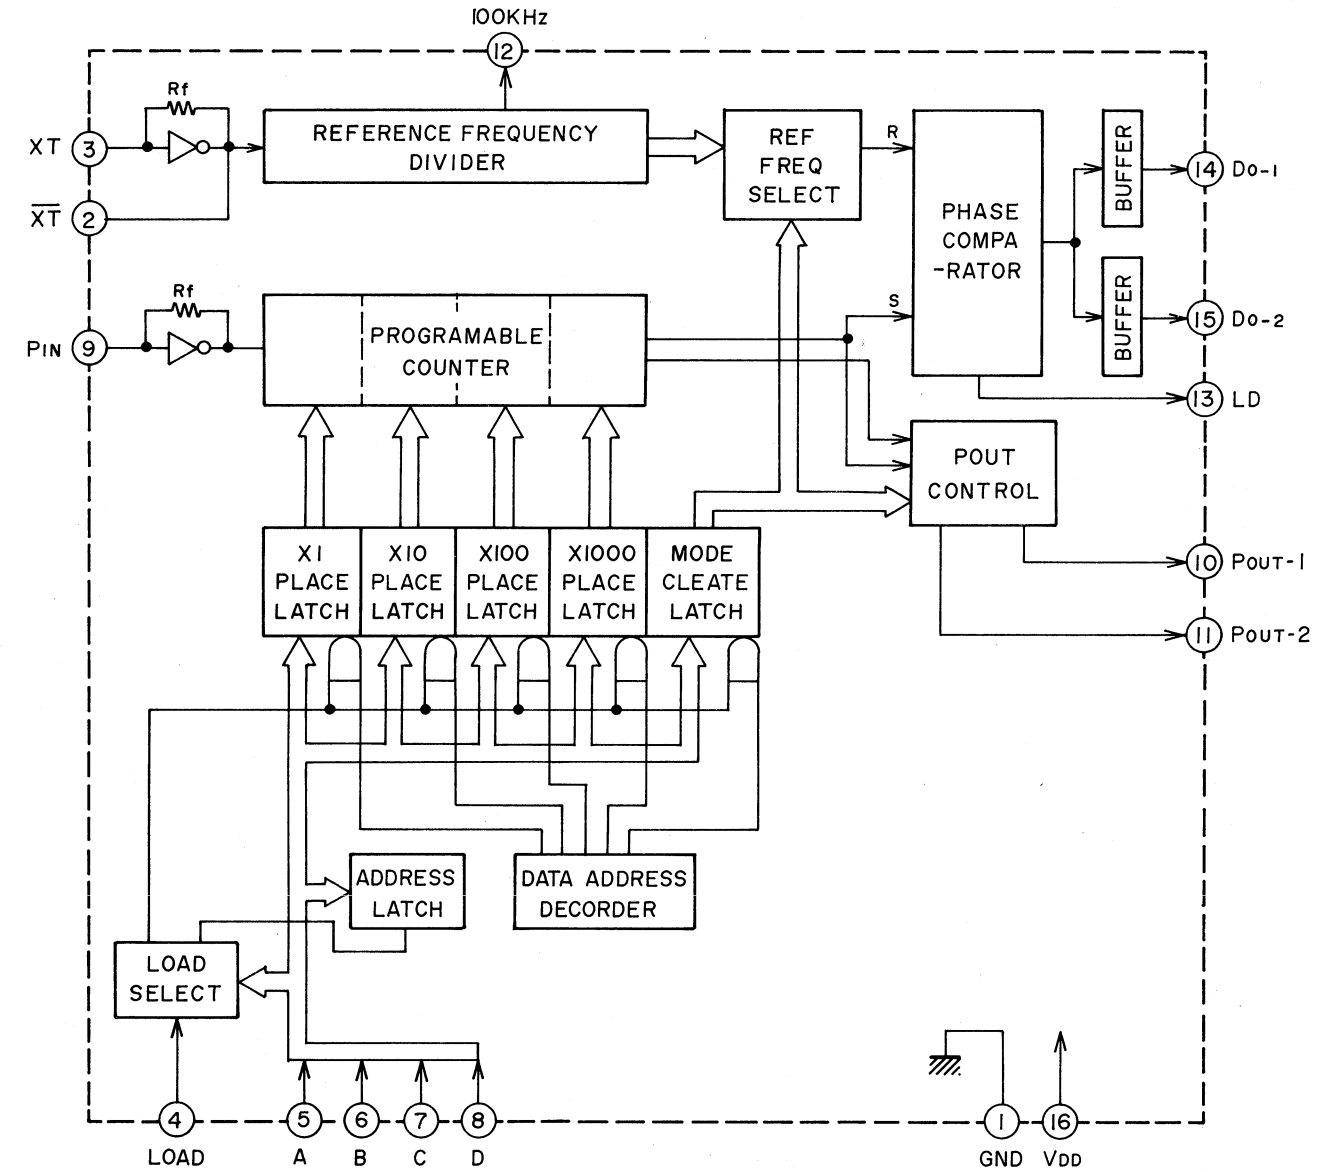 100KHz
12
Rf
XT
3
REFERENCE FREQUENCY
DIVIDER
REF
FREQ
SELECT
R
BUFFER
14
Do-1
XT
2
PHASE
COMPA
-RATOR
Rf
PIN
9
PROGRAMABLE
COUNTER
S
BUFFER
15
Do-2
13
LD
POUT
CONTROL
X1
PLACE
LATCH
X10
PLACE
LATCH
X100
PLACE
LATCH
X1000
PLACE
LATCH
MODE
CLEATE
LATCH
10
POUT-1
11
POUT-2
ADDRESS
LATCH
DATA ADDRESS
DECORDER
LOAD
SELECT
4
5
6
7
8
1
16
LOAD
A
B
C
D
GND
VDD